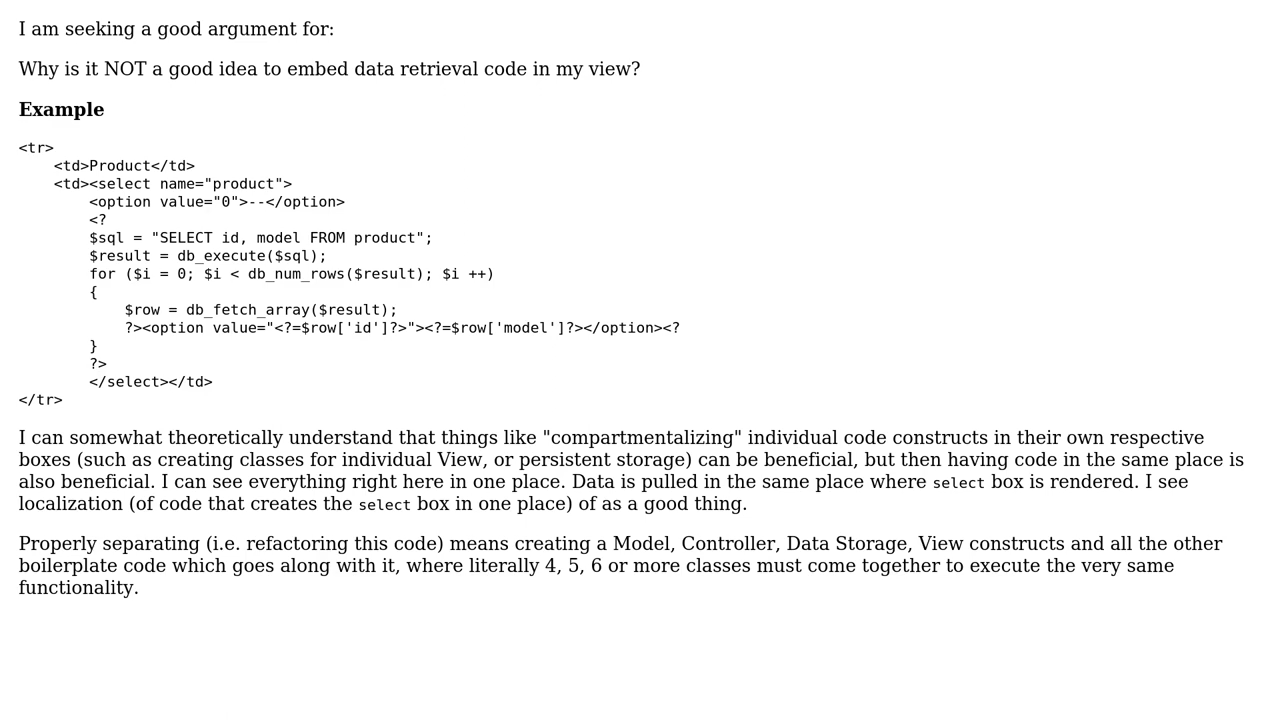 I am seeking a good argument for:
Why is it NOT a good idea to embed data retrieval code in my view?
Example
<tr>
    <td>Product</td>
    <td><select name="product">
        <option value="0">--</option>
        <?
        $sql = "SELECT id, model FROM product";
        $result = db_execute($sql);
        for ($i = 0; $i < db_num_rows($result); $i ++)
        {
            $row = db_fetch_array($result);
            ?><option value="<?=$row['id']?>"><?=$row['model']?></option><?
        }
        ?>
        </select></td>
</tr>
I can somewhat theoretically understand that things like "compartmentalizing" individual code constructs in their own respective
boxes (such as creating classes for individual View, or persistent storage) can be beneficial, but then having code in the same place is
also beneficial. I can see everything right here in one place. Data is pulled in the same place where select box is rendered. I see
localization (of code that creates the select box in one place) of as a good thing.
Properly separating (i.e. refactoring this code) means creating a Model, Controller, Data Storage, View constructs and all the other
boilerplate code which goes along with it, where literally 4, 5, 6 or more classes must come together to execute the very same
functionality.